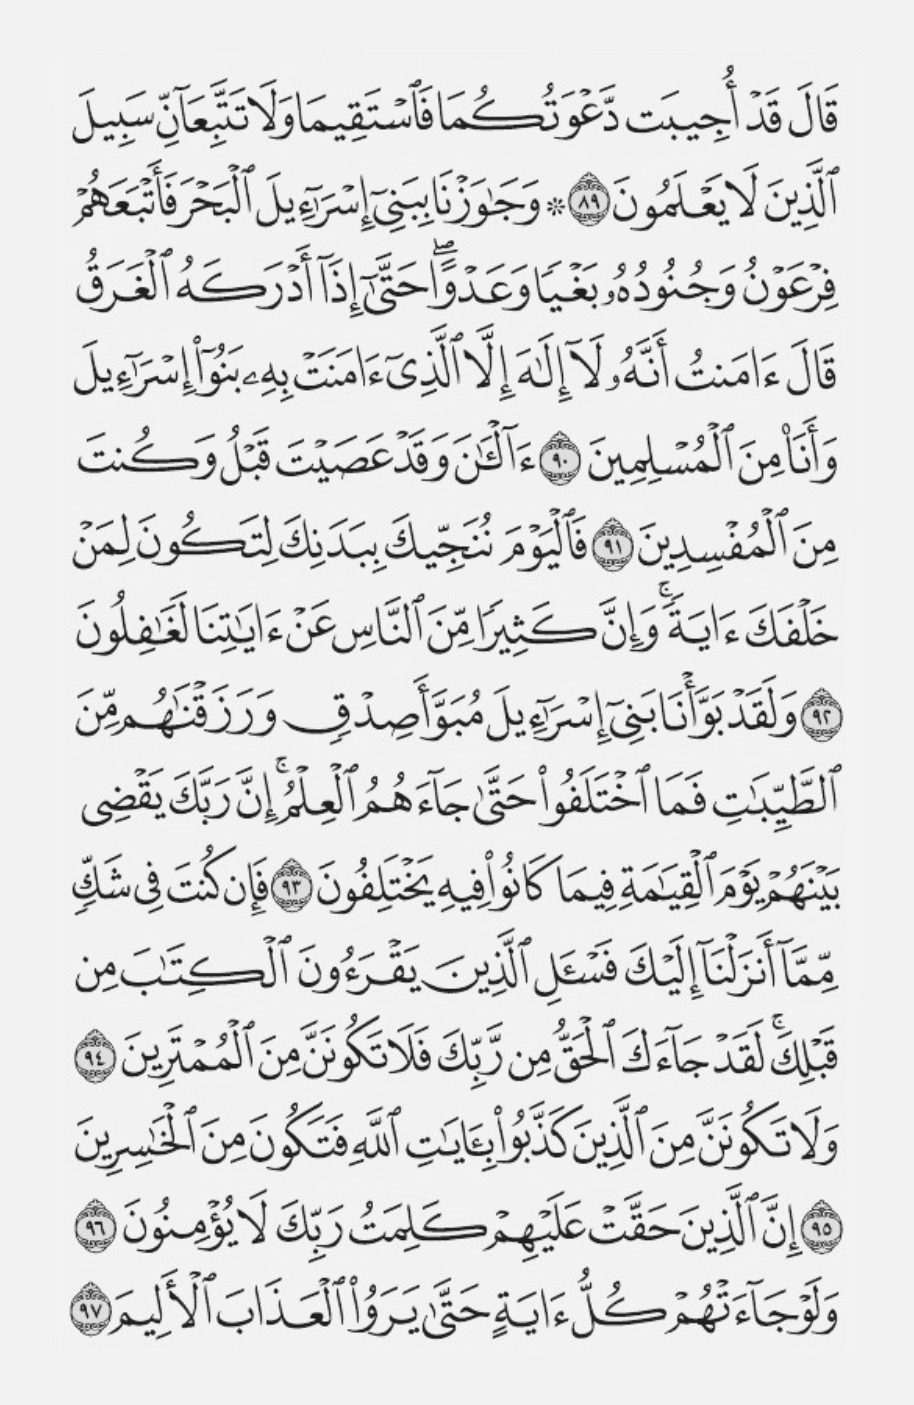 قَالَ قَدْ أُجِيبَت دَّعْوَتُكُمَا فَٱسْتَقِيمَا وَلَا تَتَّبِعَآنِّ سَبِيلَ
ٱلَّذِينَ لَا يَعْلَمُونَ ٨٩ ۞ وَجَٰوَزْنَا بِبَنِىٓ إِسْرَٰٓءِيلَ ٱلْبَحْرَ فَأَتْبَعَهُمْ
فِرْعَوْنُ وَجُنُودُهُۥ بَغْيًا وَعَدْوًا ۖ حَتَّىٰٓ إِذَآ أَدْرَكَهُ ٱلْغَرَقُ
قَالَ ءَامَنتُ أَنَّهُۥ لَآ إِلَٰهَ إِلَّا ٱلَّذِىٓ ءَامَنَتْ بِهِۦ بَنُوٓا۟ إِسْرَٰٓءِيلَ
وَأَنَا۠ مِنَ ٱلْمُسْلِمِينَ ٩٠ ءَآلْـَٰٔنَ وَقَدْ عَصَيْتَ قَبْلُ وَكُنتَ
مِنَ ٱلْمُفْسِدِينَ ٩١ فَٱلْيَوْمَ نُنَجِّيكَ بِبَدَنِكَ لِتَكُونَ لِمَنْ
خَلْفَكَ ءَايَةً ۚ وَإِنَّ كَثِيرًا مِّنَ ٱلنَّاسِ عَنْ ءَايَٰتِنَا لَغَٰفِلُونَ
٩٢ وَلَقَدْ بَوَّأْنَا بَنِىٓ إِسْرَٰٓءِيلَ مُبَوَّأَ صِدْقٍ وَرَزَقْنَٰهُم مِّنَ
ٱلطَّيِّبَٰتِ فَمَا ٱخْتَلَفُوا۟ حَتَّىٰ جَآءَهُمُ ٱلْعِلْمُ ۚ إِنَّ رَبَّكَ يَقْضِى
بَيْنَهُمْ يَوْمَ ٱلْقِيَٰمَةِ فِيمَا كَانُوا۟ فِيهِ يَخْتَلِفُونَ ٩٣ فَإِن كُنتَ فِى شَكٍّ
مِّمَّآ أَنزَلْنَآ إِلَيْكَ فَسْـَٔلِ ٱلَّذِينَ يَقْرَءُونَ ٱلْكِتَٰبَ مِن
قَبْلِكَ ۚ لَقَدْ جَآءَكَ ٱلْحَقُّ مِن رَّبِّكَ فَلَا تَكُونَنَّ مِنَ ٱلْمُمْتَرِينَ ٩٤
وَلَا تَكُونَنَّ مِنَ ٱلَّذِينَ كَذَّبُوا۟ بِـَٔايَٰتِ ٱللَّهِ فَتَكُونَ مِنَ ٱلْخَٰسِرِينَ
٩٥ إِنَّ ٱلَّذِينَ حَقَّتْ عَلَيْهِمْ كَلِمَتُ رَبِّكَ لَا يُؤْمِنُونَ ٩٦
وَلَوْ جَآءَتْهُمْ كُلُّ ءَايَةٍ حَتَّىٰ يَرَوُا۟ ٱلْعَذَابَ ٱلْأَلِيمَ ٩٧